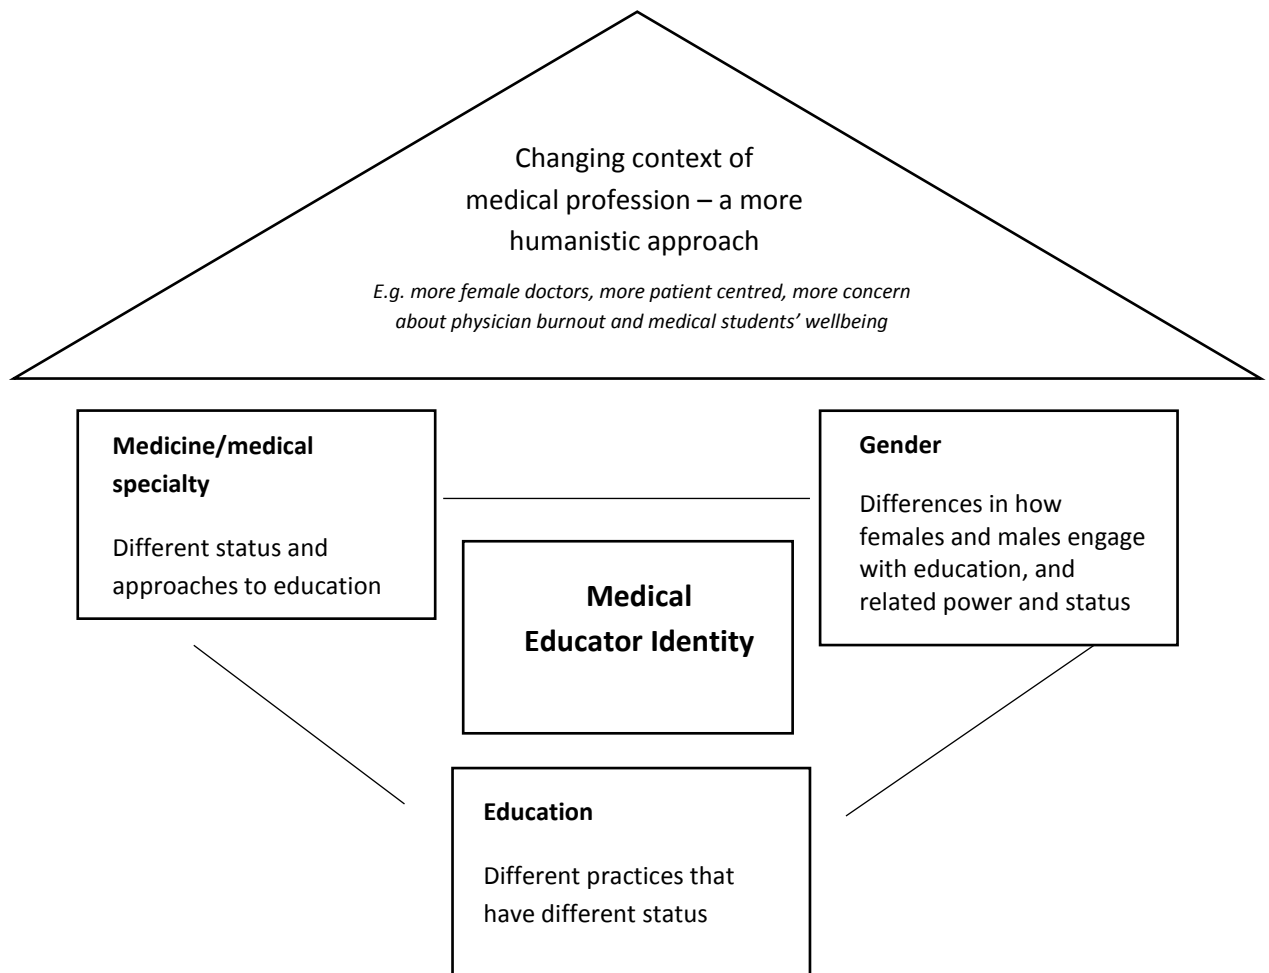 Changing context of
medical profession – a more
humanistic approach
E.g. more female doctors, more patient centred, more concern
about physician burnout and medical students’ wellbeing
Medicine/medical
specialty
Different status and
approaches to education
Gender
Differences in how
females and males engage
with education, and
related power and status
Medical
Educator Identity
Education
Different practices that
have different status